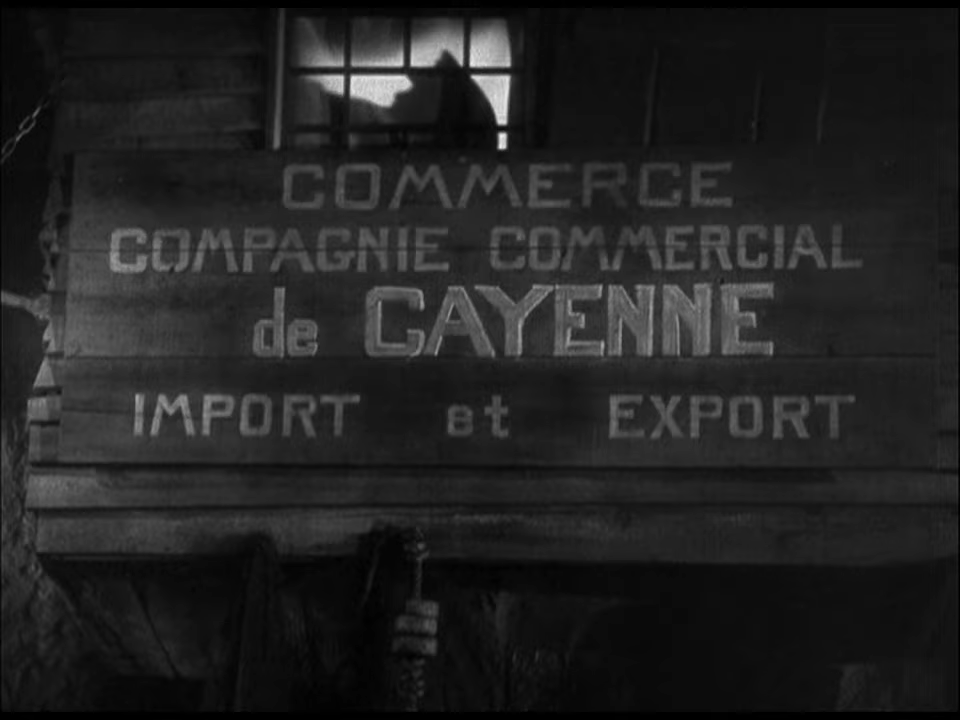 COMMERCE
COMPAGNIE COMMERCIAL
de CAYENNE
IMPORT et EXPORT